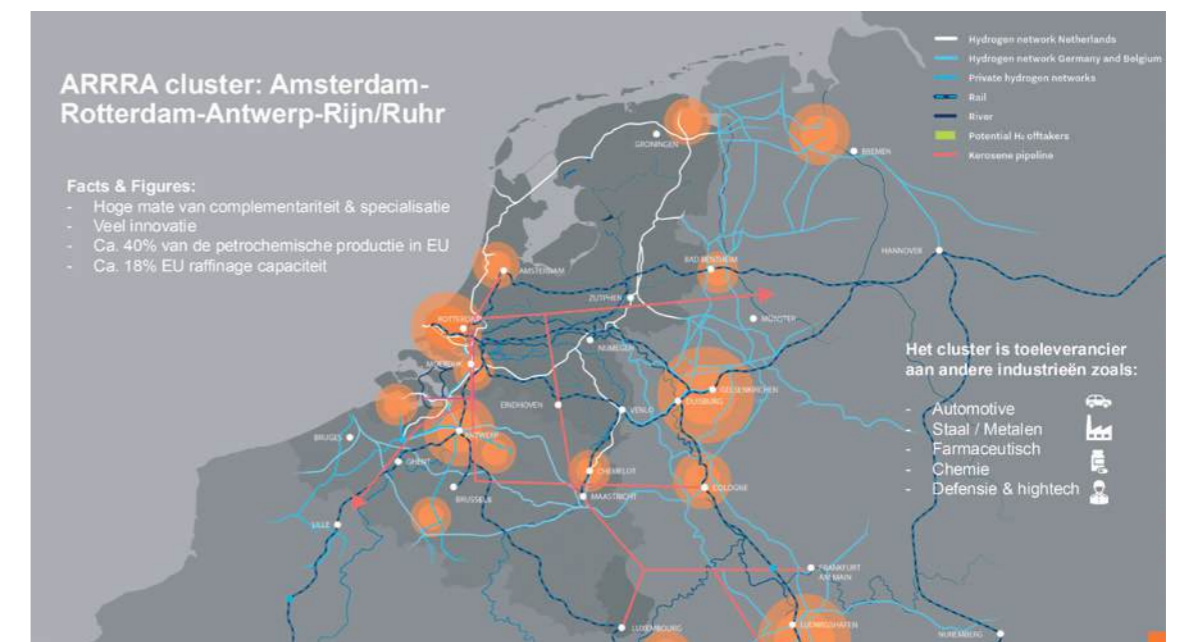 ARRRA cluster: Amsterdam-
Rotterdam-Antwerp-Rijn/Ruhr
Facts & Figures:
- Hoge mate van complementariteit & specialisatie
- Veel innovatie
- Ca. 40% van de petrochemische productie in EU
- Ca. 18% EU raffinage capaciteit
Hydrogen network Netherlands
Hydrogen network Germany and Belgium
Private hydrogen networks
Rail
River
Potential H₂ offtakers
Kerosene pipeline
GRONINGEN
BREMEN
HANNOVER
AMSTERDAM
BAD BENTHEIM
ZUTPHEN
MÜNSTER
ROTTERDAM
NIJMEGEN
MOERDIJK
GELSENKIRCHEN
DUISBURG
EINDHOVEN
VENLO
BRUGES
ANTWERP
GHENT
CHEMELOT
BRUSSELS
MAASTRICHT
COLOGNE
LILLE
FRANKFURT
AM MAIN
LUXEMBOURG
LUDWIGSHAFEN
NUREMBERG
Het cluster is toeleverancier
aan andere industrieën zoals:
- Automotive
- Staal / Metalen
- Farmaceutisch
- Chemie
- Defensie & hightech